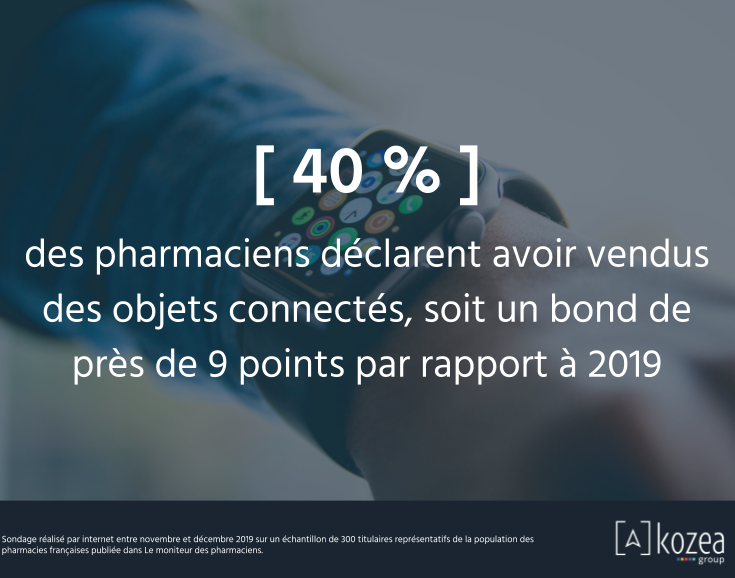 [ 40 % ]
des pharmaciens déclarent avoir vendus
des objets connectés, soit un bond de
près de 9 points par rapport à 2019
Sondage réalisé par internet entre novembre et décembre 2019 sur un échantillon de 300 titulaires représentatifs de la population des
pharmacies françaises publiée dans Le moniteur des pharmaciens.
[A]kozea
group